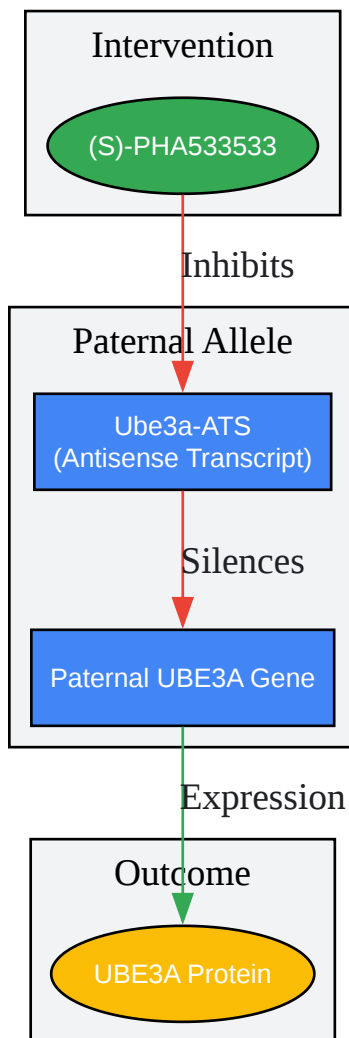 Intervention
(S)-PHA533533
Inhibits
Paternal Allele
Ube3a-ATS
(Antisense Transcript)
Silences
Paternal UBE3A Gene
Expression
Outcome
UBE3A Protein